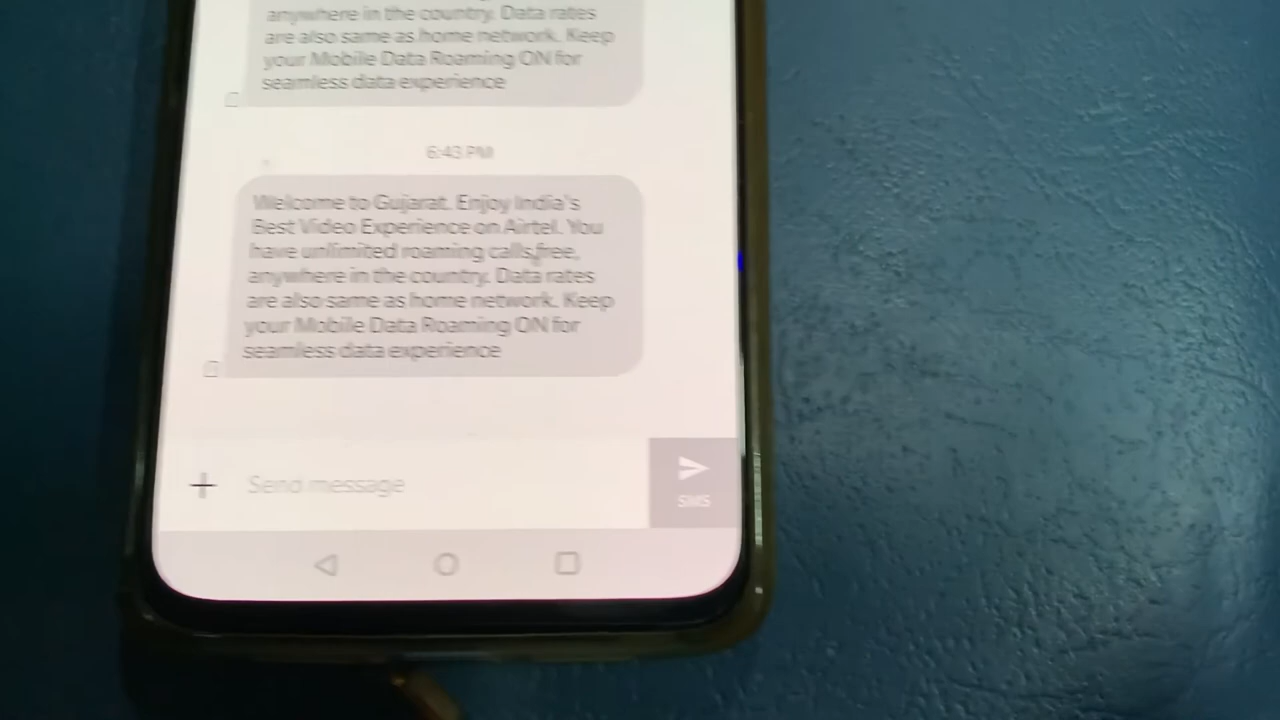 anywhere in the country. Data rates
are also same as home network. Keep
your Mobile Data Roaming ON for
seamless data experience
6:43 PM
Welcome to Gujarat. Enjoy India's
Best Video Experience on Airtel. You
have unlimited roaming calls,free,
anywhere in the country. Data rates
are also same as home network. Keep
your Mobile Data Roaming ON for
seamless data experience
Send message
SMS